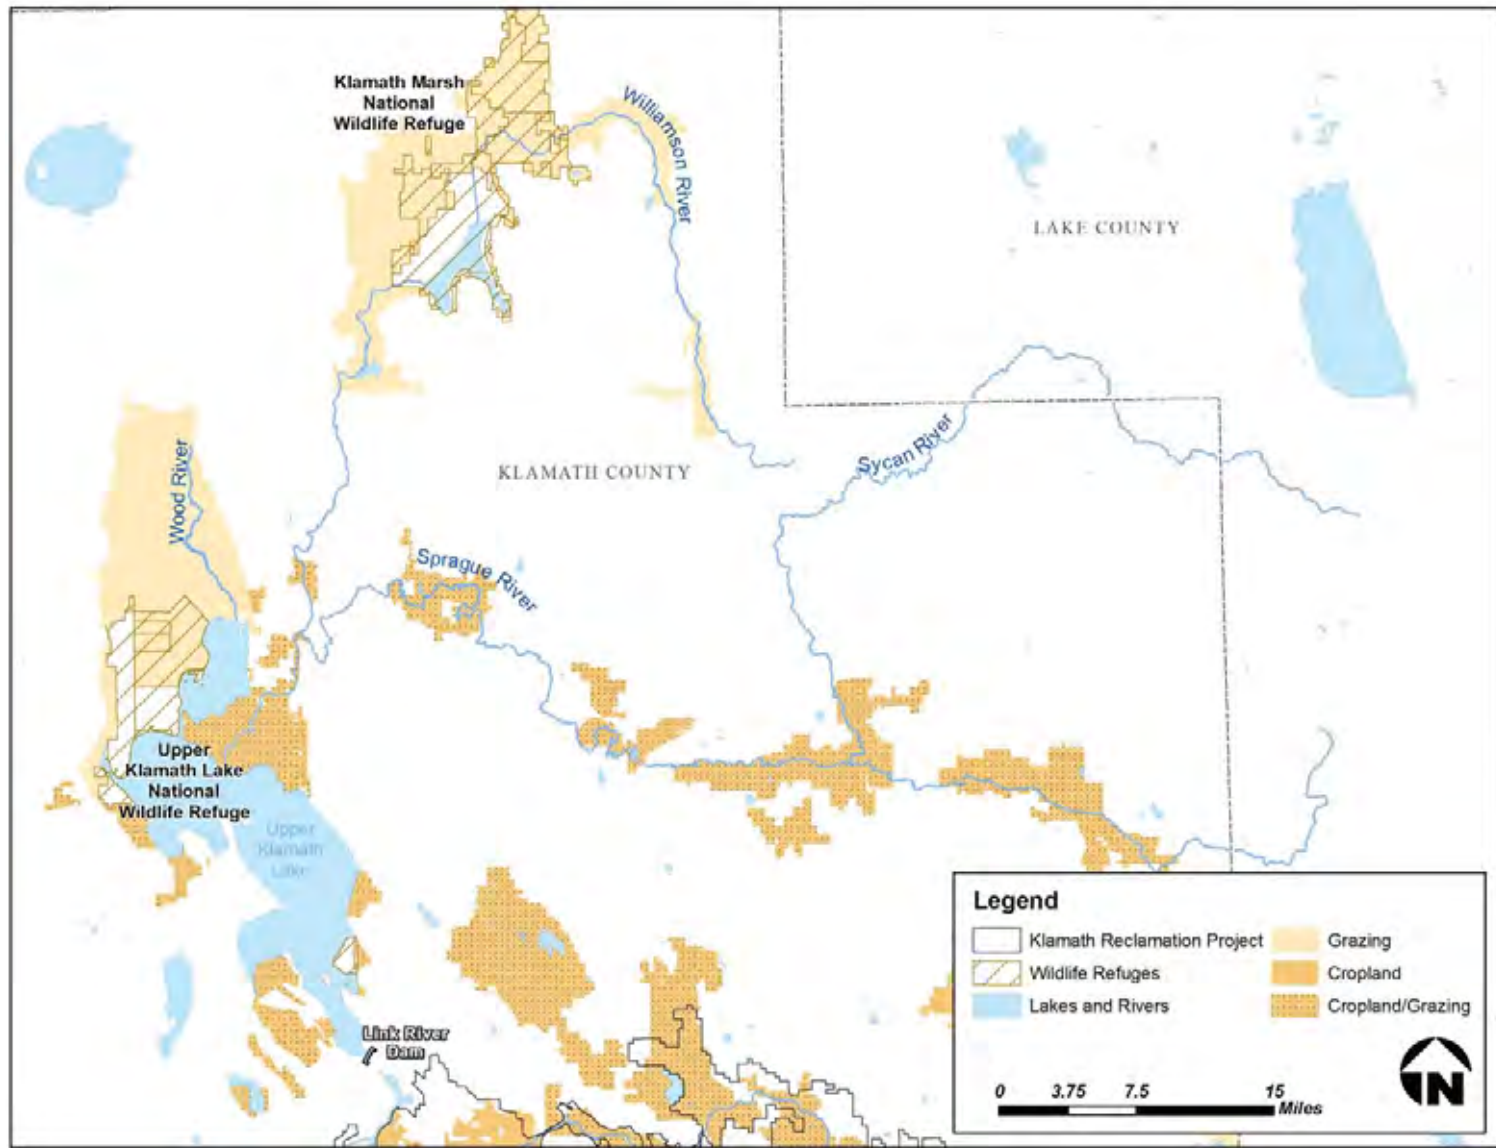 Klamath Marsh
National
Wildlife Refuge
Williamson River
LAKE COUNTY
Sycan River
KLAMATH COUNTY
Wood River
Sprague River
Upper
Klamath Lake
National
Wildlife Refuge
Upper
Klamath
Lake
Link River
Dam
Legend
Klamath Reclamation Project
Wildlife Refuges
Lakes and Rivers
Grazing
Cropland
Cropland/Grazing
0 3.75 7.5 15
Miles
N